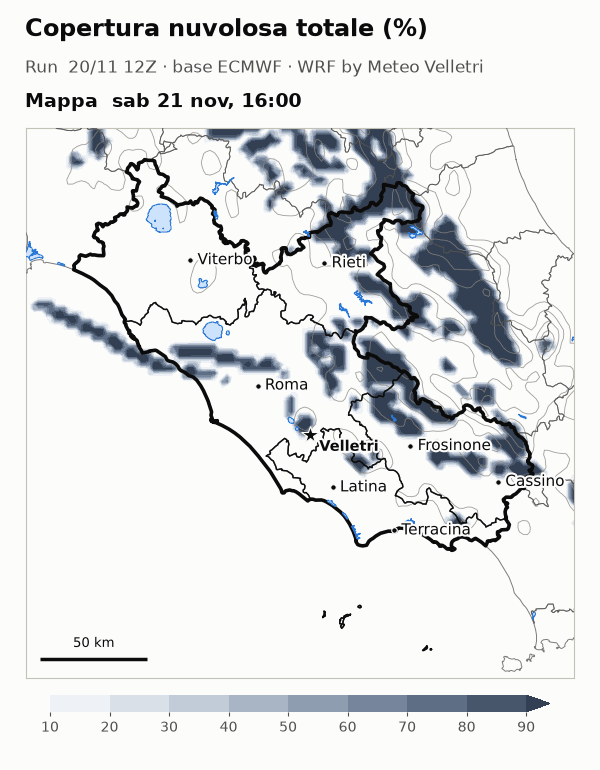 Copertura nuvolosa totale (%)
Run  20/11 12Z · base ECMWF · WRF by Meteo Velletri
Mappa  sab 21 nov, 16:00
Viterbo
Rieti
Roma
Velletri
Frosinone
Latina
Cassino
Terracina
50 km
10 20 30 40 50 60 70 80 90